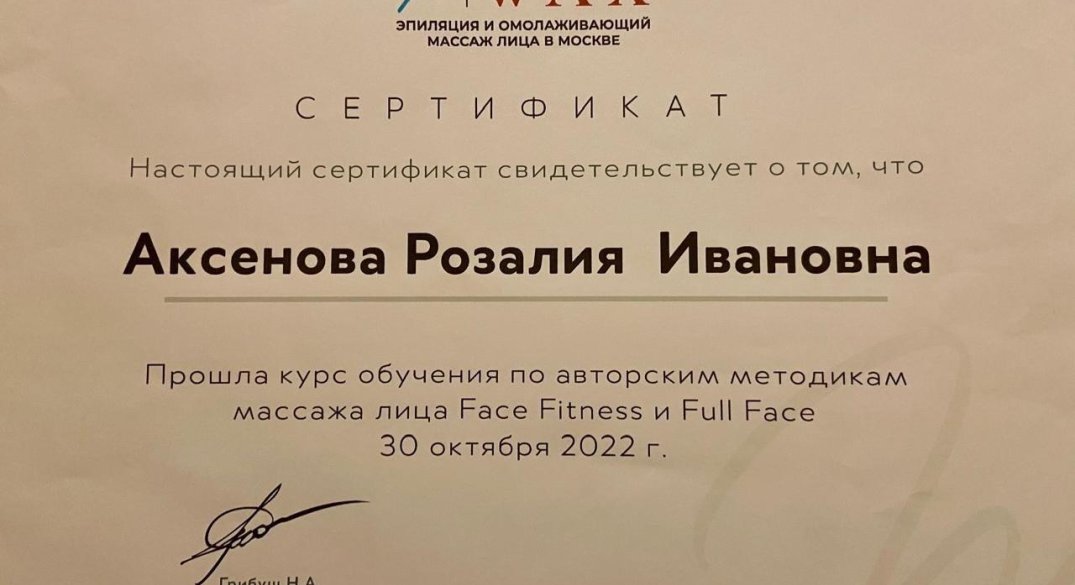 ЭПИЛЯЦИЯ И ОМОЛАЖИВАЮЩИЙ
МАССАЖ ЛИЦА В МОСКВЕ
СЕРТИФИКАТ
Настоящий сертификат свидетельствует о том, что
Аксенова Розалия Ивановна
Прошла курс обучения по авторским методикам
массажа лица Face Fitness и Full Face
30 октября 2022 г.
Грибуш Н.А.